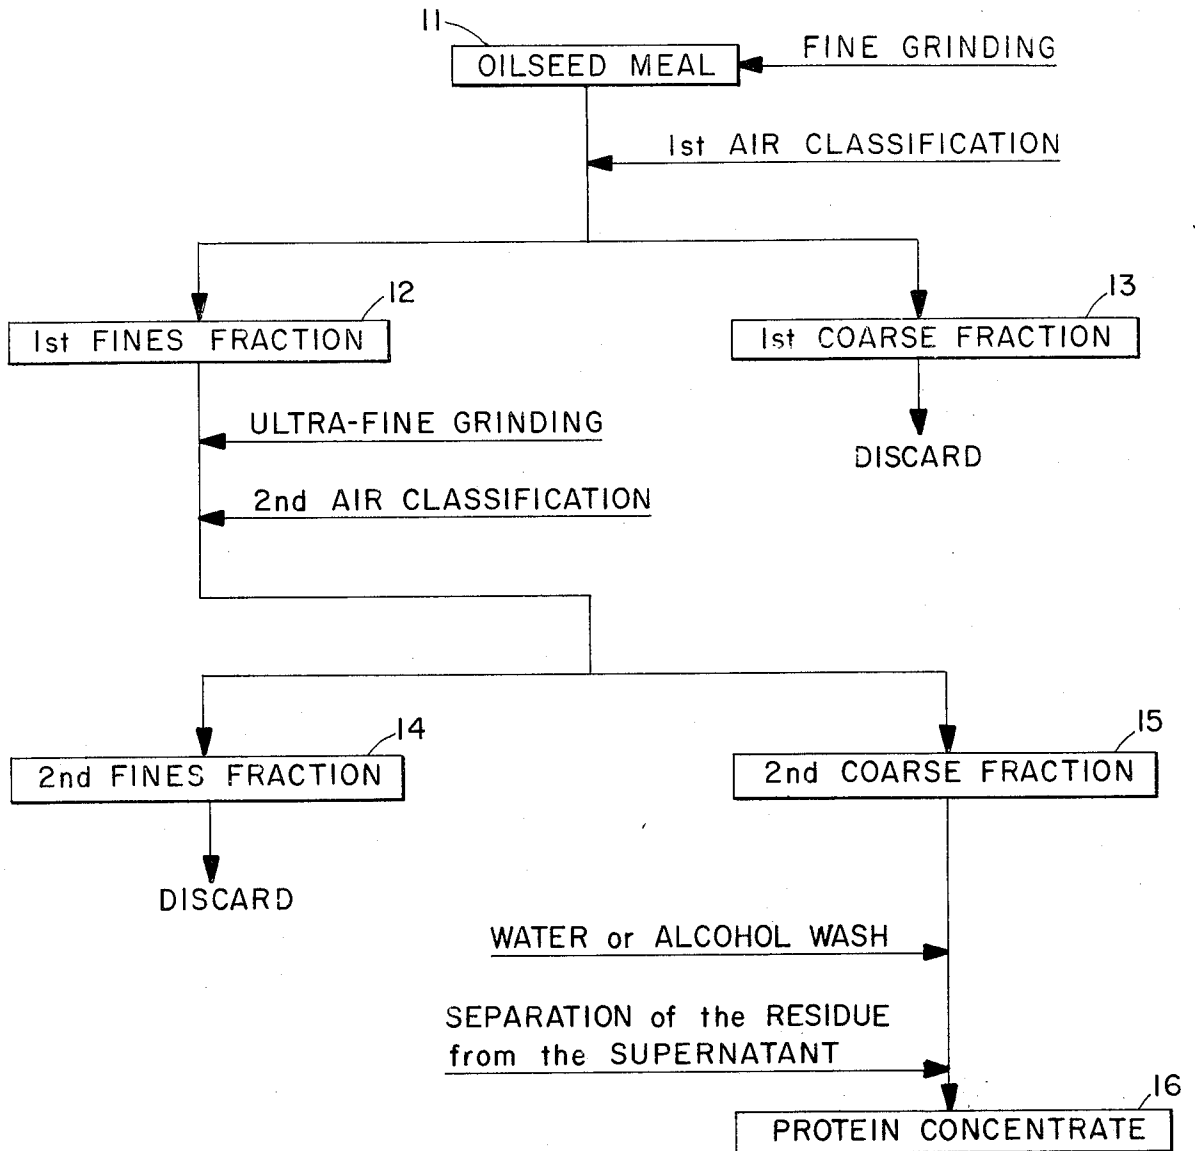 11
OILSEED MEAL
FINE GRINDING
1st AIR CLASSIFICATION
12
1st FINES FRACTION
13
1st COARSE FRACTION
ULTRA-FINE GRINDING
DISCARD
2nd AIR CLASSIFICATION
14
2nd FINES FRACTION
15
2nd COARSE FRACTION
DISCARD
WATER or ALCOHOL WASH
SEPARATION of the RESIDUE
from the SUPERNATANT
16
PROTEIN CONCENTRATE